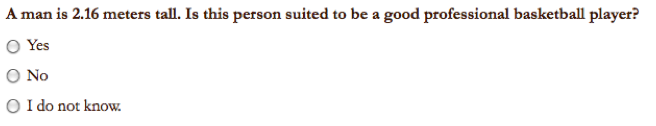 A man is 2.16 meters tall. Is this person suited to be a good professional basketball player?
Yes
No
I do not know.